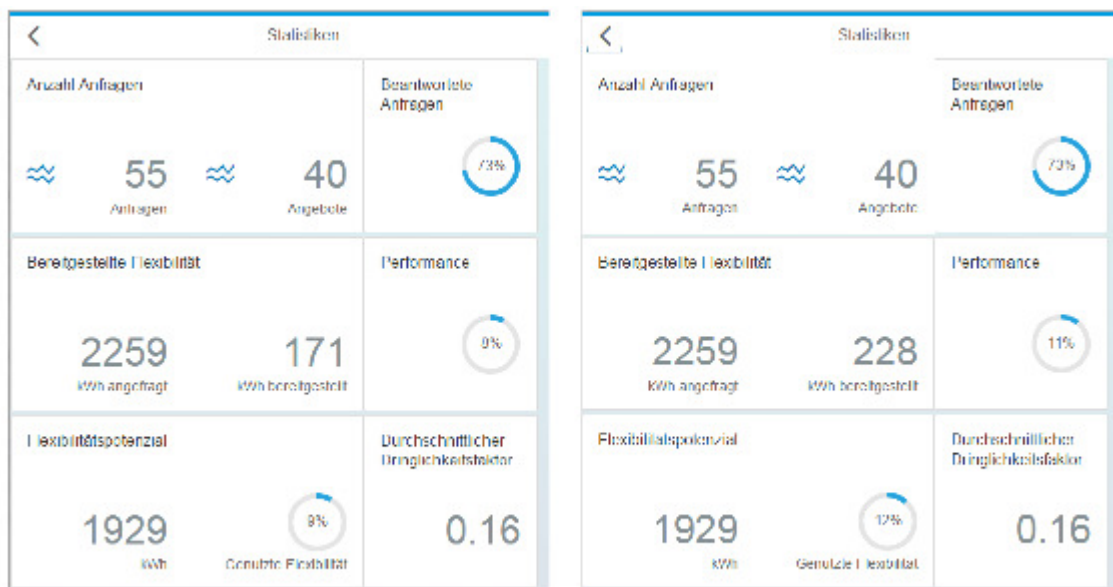 Statistiken
Anzahl Anfragen
Beantwortete
Anfragen
55
40
73%
Anfragen
Angebote
Bereitgestellte Flexibilität
Performance
2259
171
8%
kWh angefragt
kWh bereitgestellt
Flexibilitätspotenzial
Durchschnittlicher
Dringlichkeitsfaktor
1929
9%
0.16
kWh
Genutzte Flexibilität
Statistiken
Anzahl Anfragen
Beantwortete
Anfragen
55
40
73%
Anfragen
Angebote
Bereitgestellte Flexibilität
Performance
2259
228
11%
kWh angefragt
kWh bereitgestellt
Flexibilitätspotenzial
Durchschnittlicher
Dringlichkeitsfaktor
1929
12%
0.16
kWh
Genutzte Flexibilität